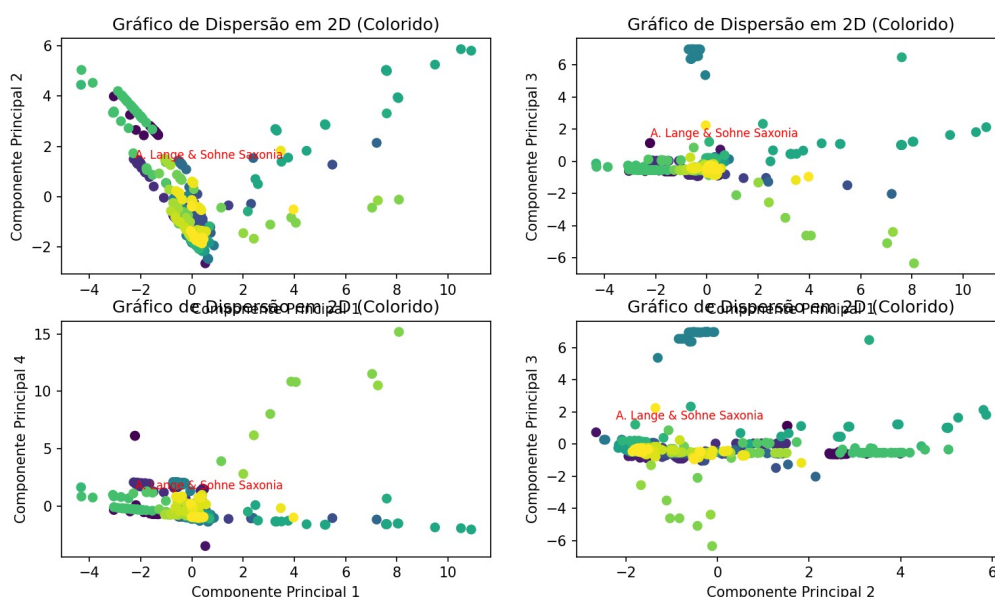 Gráfico de Dispersão em 2D (Colorido)
6
4
2
0
−2
Componente Principal 2
A. Lange & Sohne Saxonia
−4 −2 0 2 4 6 8 10
Componente Principal 1
Gráfico de Dispersão em 2D (Colorido)
6
4
2
0
−2
−4
−6
Componente Principal 3
A. Lange & Sohne Saxonia
−4 −2 0 2 4 6 8 10
Componente Principal 1
Gráfico de Dispersão em 2D (Colorido)
15
10
5
0
Componente Principal 4
A. Lange & Sohne Saxonia
−4 −2 0 2 4 6 8 10
Componente Principal 1
Gráfico de Dispersão em 2D (Colorido)
6
4
2
0
−2
−4
−6
Componente Principal 3
A. Lange & Sohne Saxonia
−2 0 2 4 6
Componente Principal 2